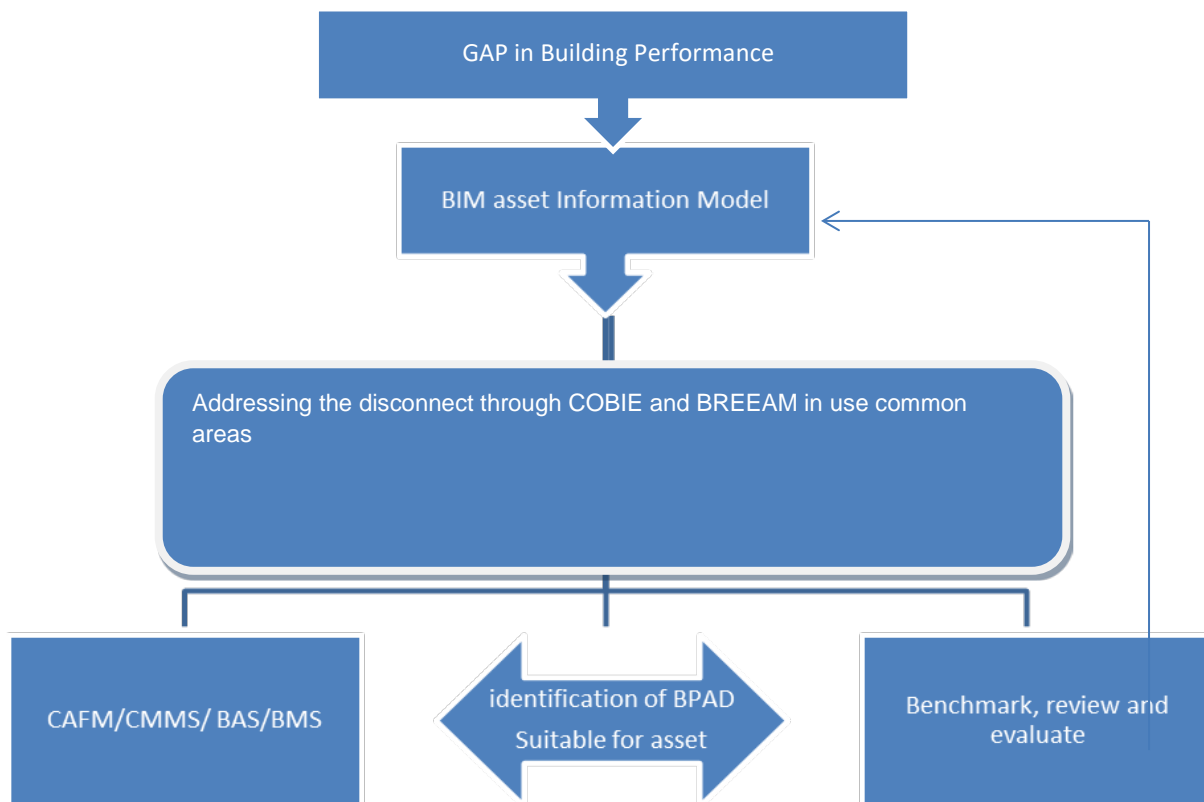 GAP in Building Performance
BIM asset Information Model
Addressing the disconnect through COBIE and BREEAM in use common
areas
CAFM/CMMS/ BAS/BMS
identification of BPAD
Suitable for asset
Benchmark, review and
evaluate